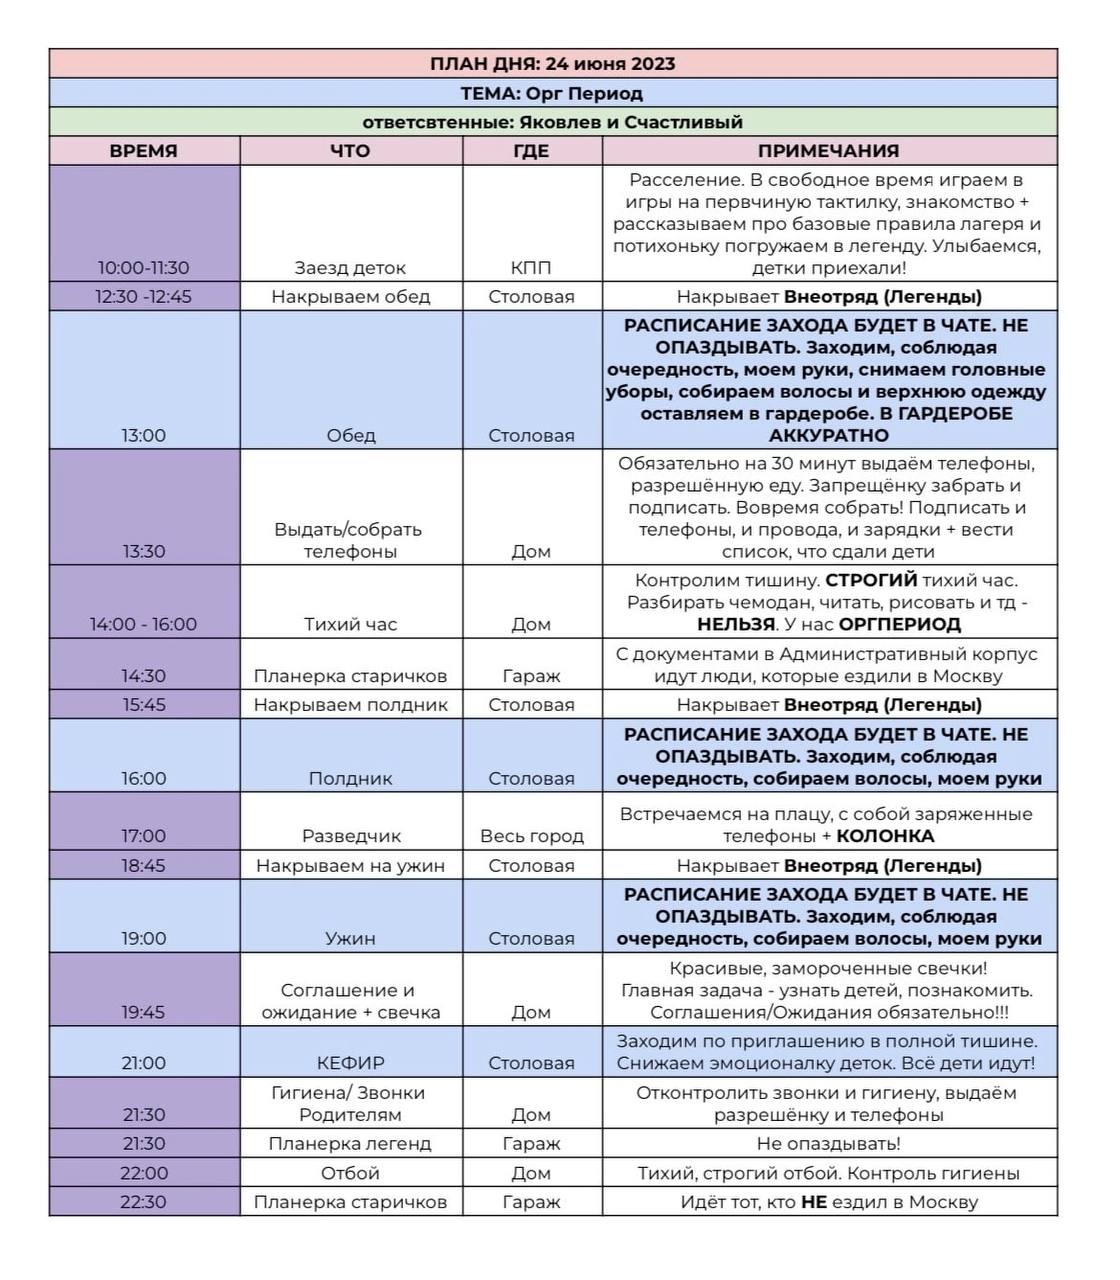 ПЛАН ДНЯ: 24 июня 2023
ТЕМА: Орг Период
ответсвтенные: Яковлев и Счастливый
ВРЕМЯ ЧТО ГДЕ ПРИМЕЧАНИЯ
Расселение. В свободное время играем в
игры на первчиную тактилку, знакомство +
рассказываем про базовые правила лагеря и
потихоньку погружаем в легенду. Улыбаемся,
10:00-11:30 Заезд деток КПП детки приехали!
12:30 -12:45 Накрываем обед Столовая Накрывает Внеотряд (Легенды)
РАСПИСАНИЕ ЗАХОДА БУДЕТ В ЧАТЕ. НЕ
ОПАЗДЫВАТЬ. Заходим, соблюдая
очередность, моем руки, снимаем головные
уборы, собираем волосы и верхнюю одежду
оставляем в гардеробе. В ГАРДЕРОБЕ
13:00 Обед Столовая АККУРАТНО
Обязательно на 30 минут выдаём телефоны,
разрешённую еду. Запрещёнку забрать и
подписать. Вовремя собрать! Подписать и
Выдать/собрать телефоны, и провода, и зарядки + вести
13:30 телефоны Дом список, что сдали дети
Контролим тишину. СТРОГИЙ тихий час.
Разбирать чемодан, читать, рисовать и тд -
14:00 - 16:00 Тихий час Дом НЕЛЬЗЯ. У нас ОРГПЕРИОД
С документами в Административный корпус
14:30 Планерка старичков Гараж идут люди, которые ездили в Москву
15:45 Накрываем полдник Столовая Накрывает Внеотряд (Легенды)
РАСПИСАНИЕ ЗАХОДА БУДЕТ В ЧАТЕ. НЕ
ОПАЗДЫВАТЬ. Заходим, соблюдая
16:00 Полдник Столовая очередность, собираем волосы, моем руки
Встречаемся на плацу, с собой заряженные
17:00 Разведчик Весь город телефоны + КОЛОНКА
18:45 Накрываем на ужин Столовая Накрывает Внеотряд (Легенды)
РАСПИСАНИЕ ЗАХОДА БУДЕТ В ЧАТЕ. НЕ
ОПАЗДЫВАТЬ. Заходим, соблюдая
19:00 Ужин Столовая очередность, собираем волосы, моем руки
Красивые, замороченные свечки!
Соглашение и Главная задача - узнать детей, познакомить.
19:45 ожидание + свечка Дом Соглашения/Ожидания обязательно!!!
Заходим по приглашению в полной тишине.
21:00 КЕФИР Столовая Снижаем эмоционалку деток. Всё дети идут!
Гигиена/ Звонки Отконтролить звонки и гигиену, выдаём
21:30 Родителям Дом разрешёнку и телефоны
21:30 Планерка легенд Гараж Не опаздывать!
22:00 Отбой Дом Тихий, строгий отбой. Контроль гигиены
22:30 Планерка старичков Гараж Идёт тот, кто НЕ ездил в Москву